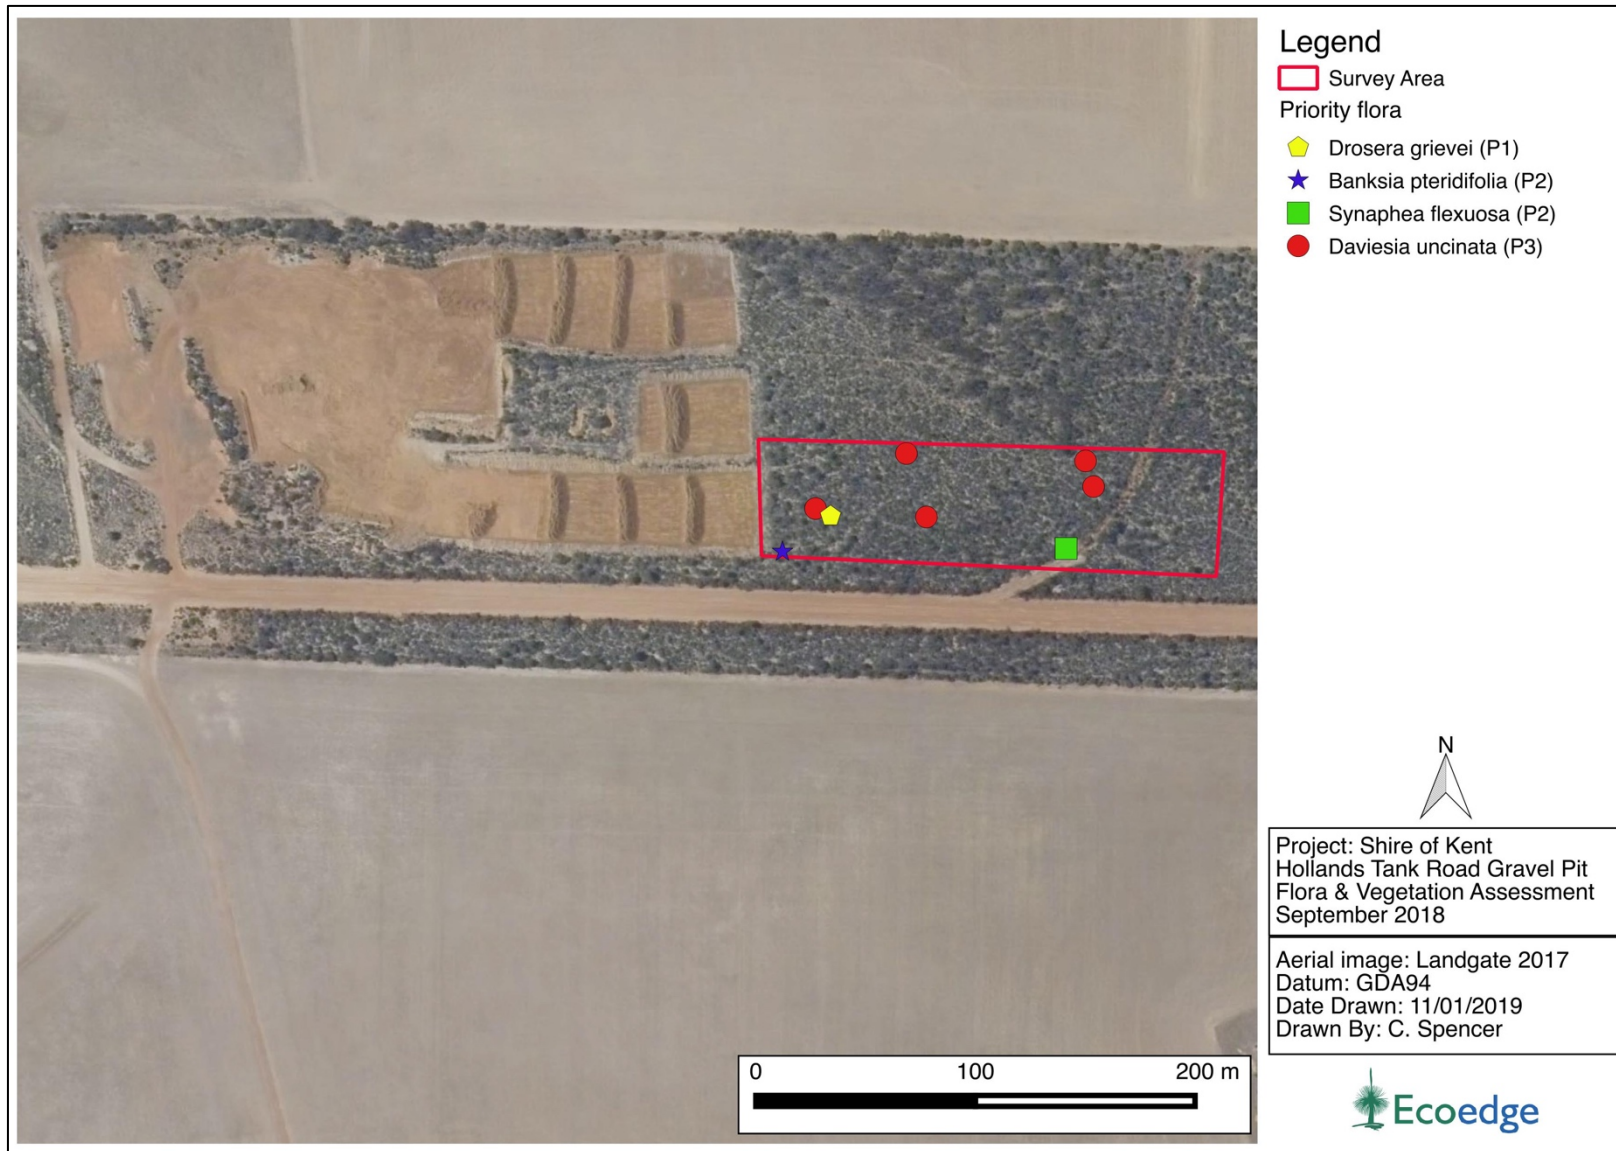 Legend
Survey Area
Priority flora
Drosera grievei (P1)
Banksia pteridifolia (P2)
Synaphea flexuosa (P2)
Daviesia uncinata (P3)
N
Project: Shire of Kent
Hollands Tank Road Gravel Pit
Flora & Vegetation Assessment
September 2018
Aerial image: Landgate 2017
Datum: GDA94
Date Drawn: 11/01/2019
Drawn By: C. Spencer
0 100 200 m
Ecoedge